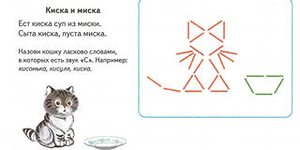 Киска и миска
Ест киска суп из миски.
Сыта киска, пуста миска.
Назови кошку ласково словами,
в которых есть звук «С». Например:
кисонька, кисуля, киска.